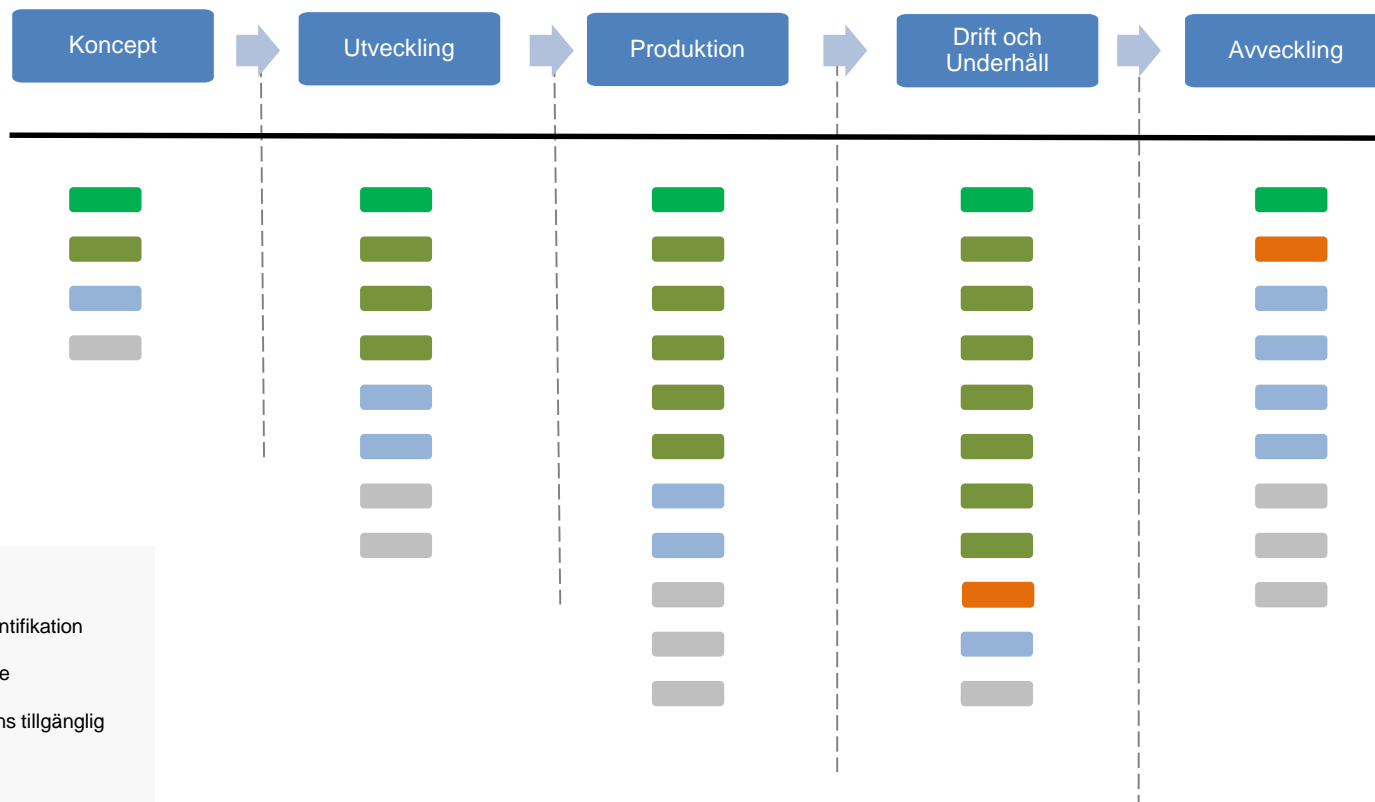 Koncept
Utveckling
Produktion
Drift och
Underhåll
Avveckling
ntifikation
e
ns tillgänglig